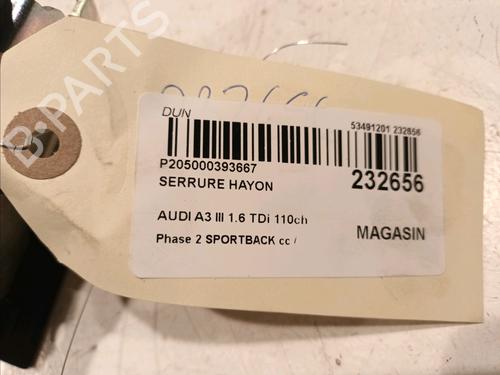 B-PARTS
DUN
53491201 232656
P205000393667
SERRURE HAYON
232656
AUDI A3 III 1.6 TDi 110ch
MAGASIN
Phase 2 SPORTBACK cc /